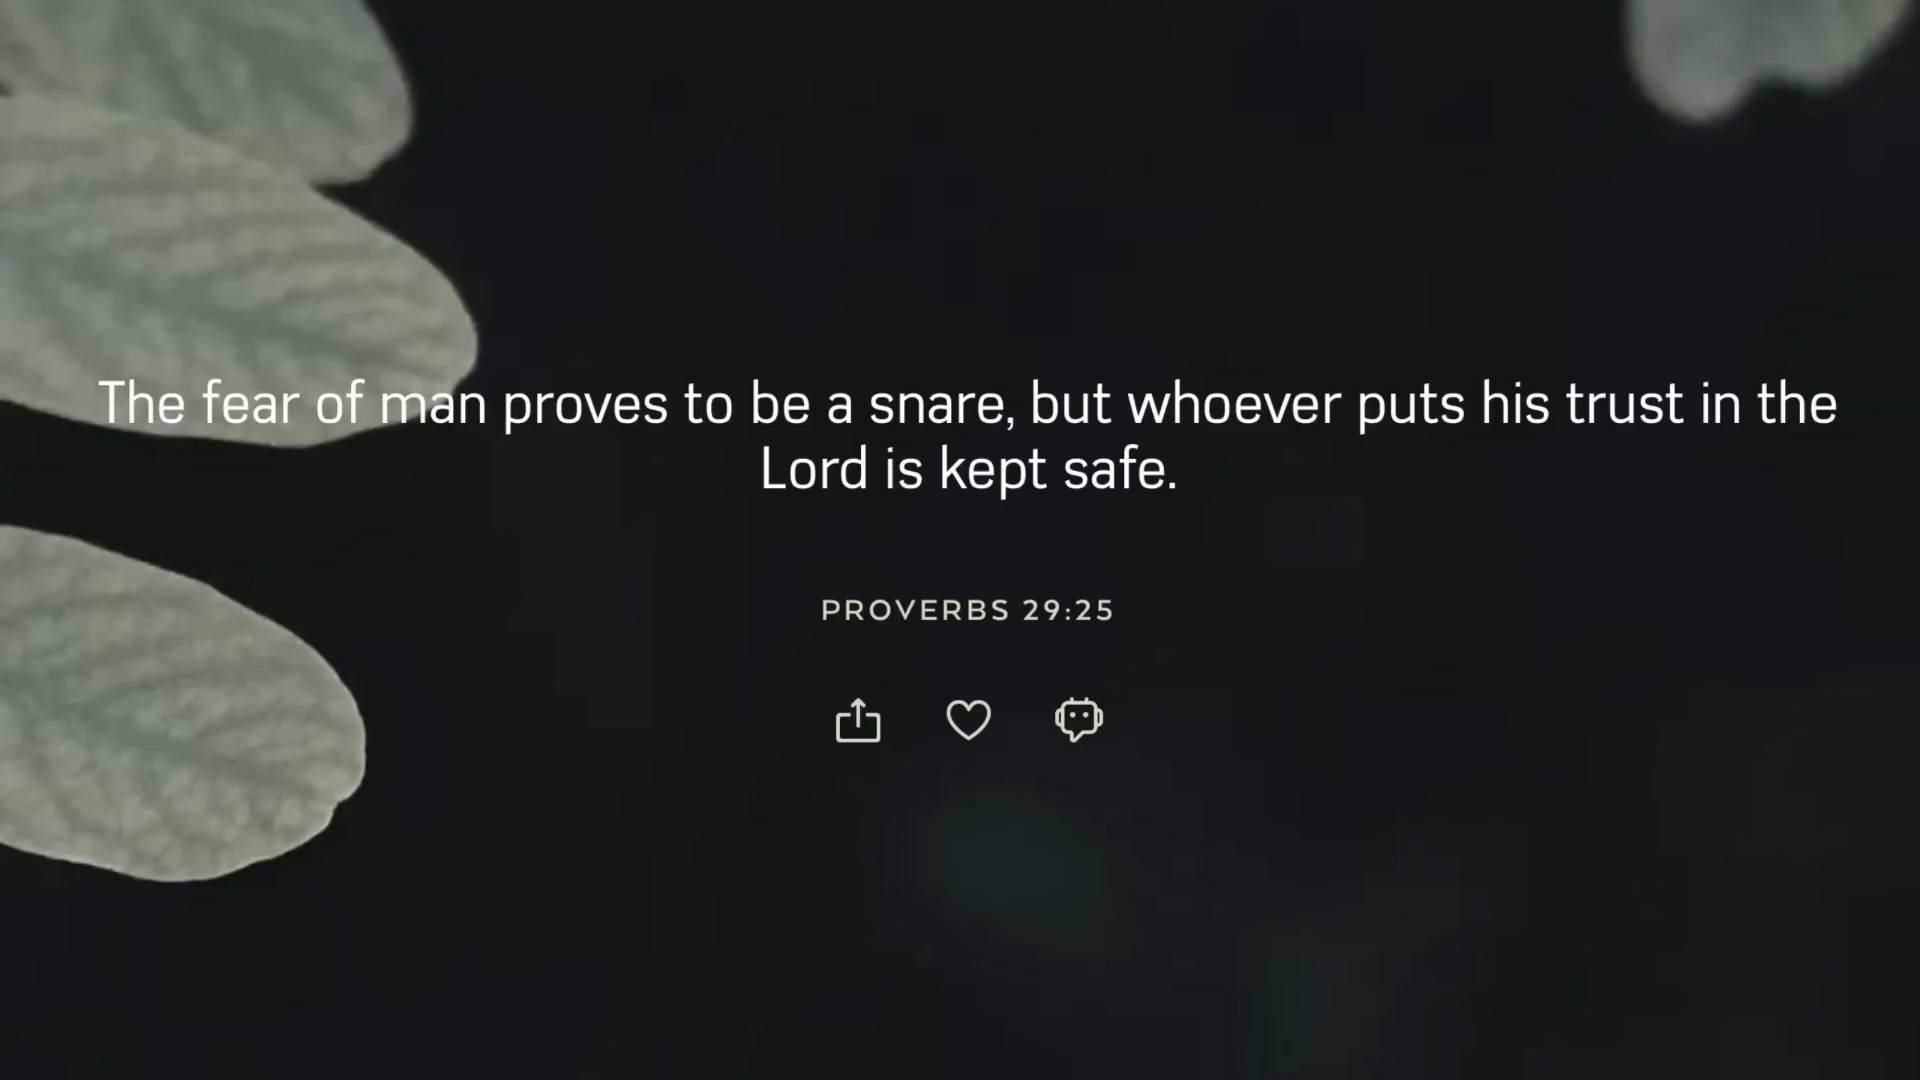 The fear of man proves to be a snare, but whoever puts his trust in the
Lord is kept safe.
PROVERBS 29:25